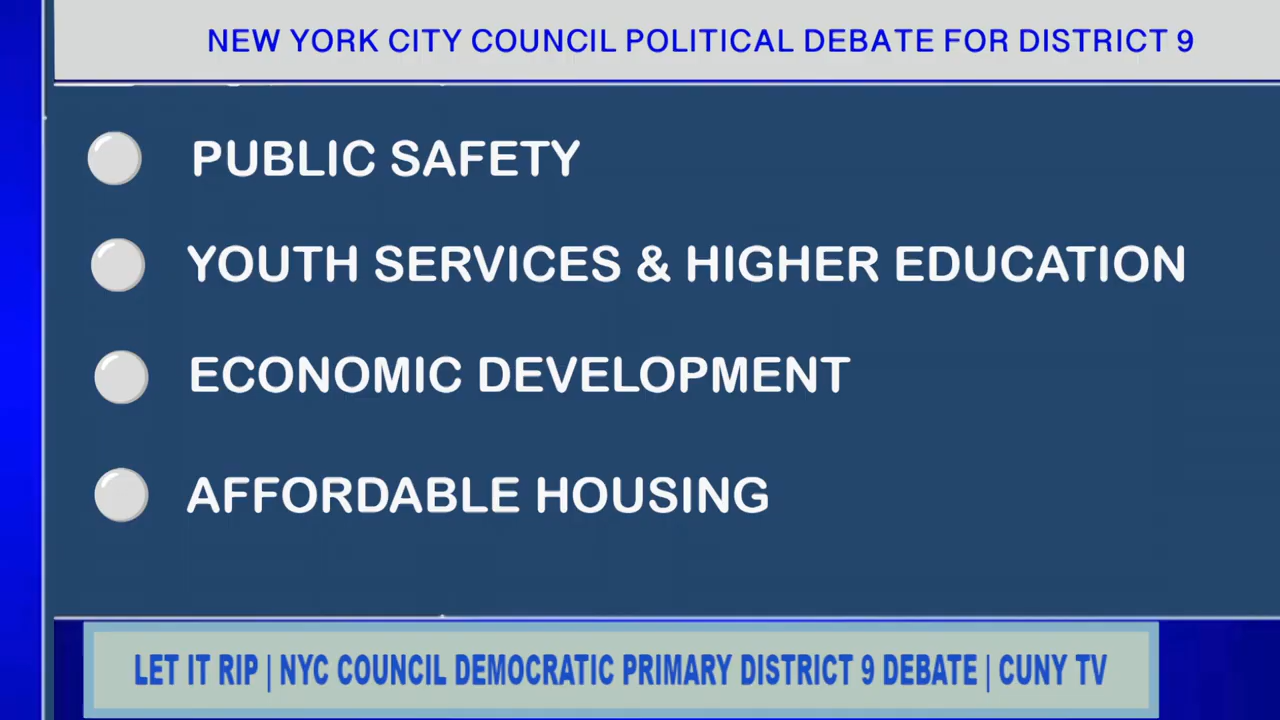 NEW YORK CITY COUNCIL POLITICAL DEBATE FOR DISTRICT 9
PUBLIC SAFETY
YOUTH SERVICES & HIGHER EDUCATION
ECONOMIC DEVELOPMENT
AFFORDABLE HOUSING
LET IT RIP | NYC COUNCIL DEMOCRATIC PRIMARY DISTRICT 9 DEBATE | CUNY TV